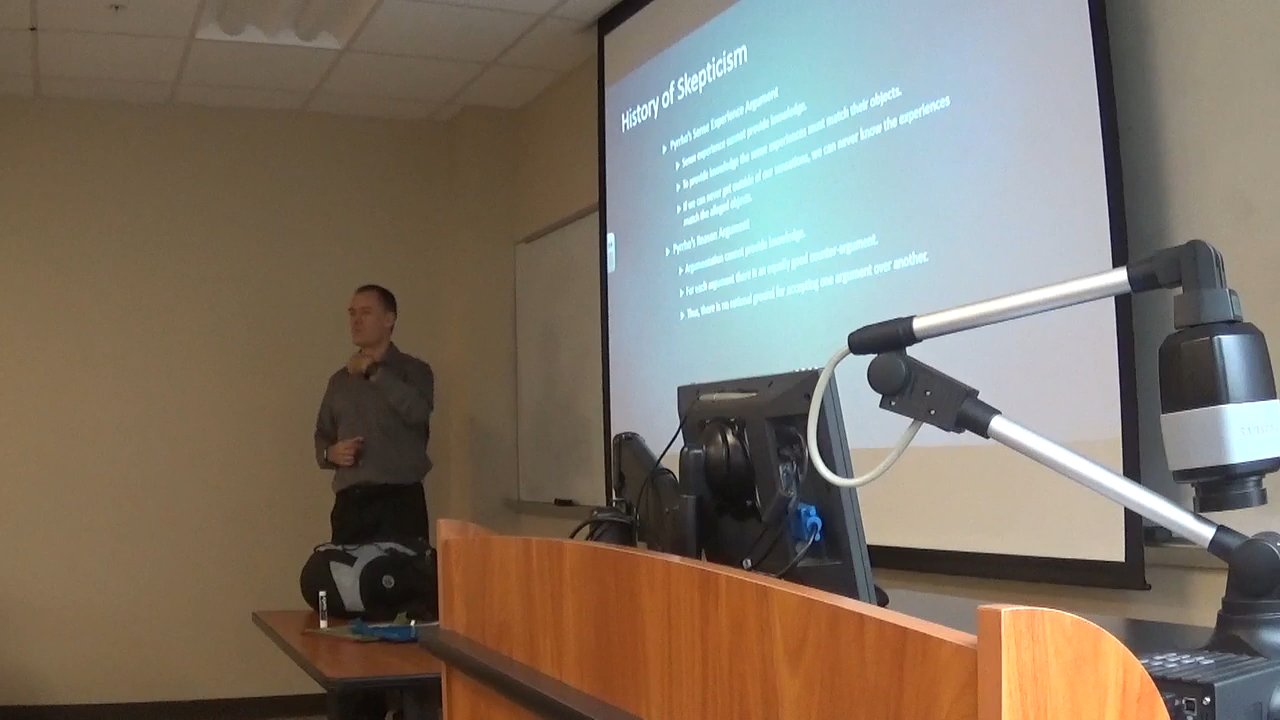 History of Skepticism
Pyrrho's Sense Experience Argument
Sense experience cannot provide knowledge.
To provide knowledge the sense experiences must match their objects.
If we can never get outside of our sensations, we can never know the experiences
match the alleged objects.
Pyrrho's Reason Argument
Argumentation cannot provide knowledge.
For each argument there is an equally good counter-argument.
Thus, there is no rational ground for accepting one argument over another.